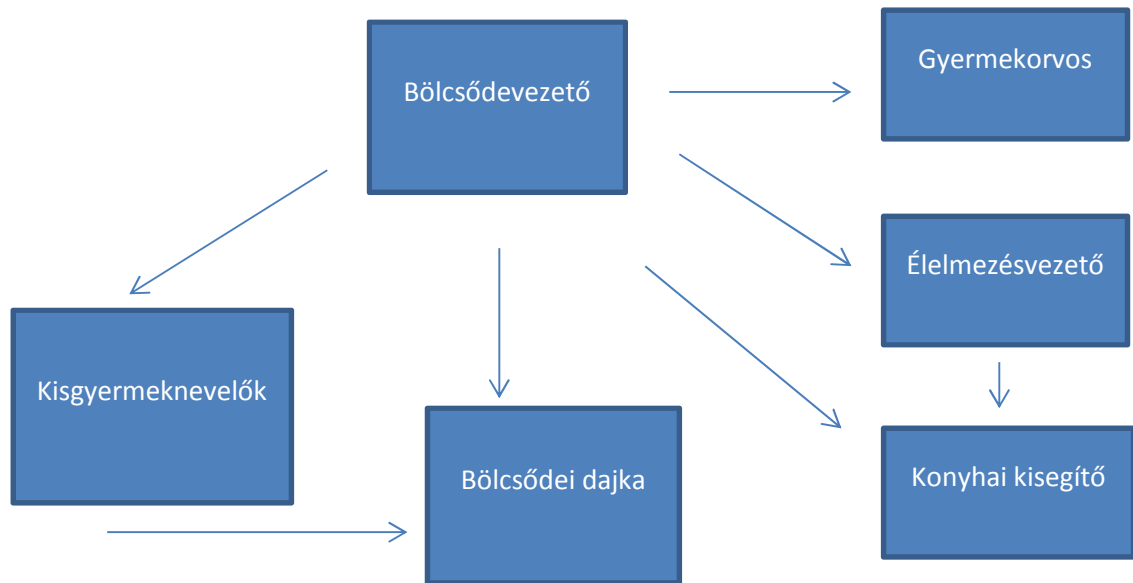 Bölcsődevezető
Gyermekorvos
Élelmezésvezető
Kisgyermeknevelők
Bölcsődei dajka
Konyhai kisegítő